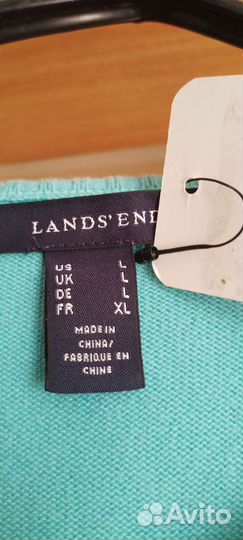 LANDS' END
US L
UK L
DE L
FR XL
MADE IN
CHINA/
FABRIQUE EN
CHINE
Avito